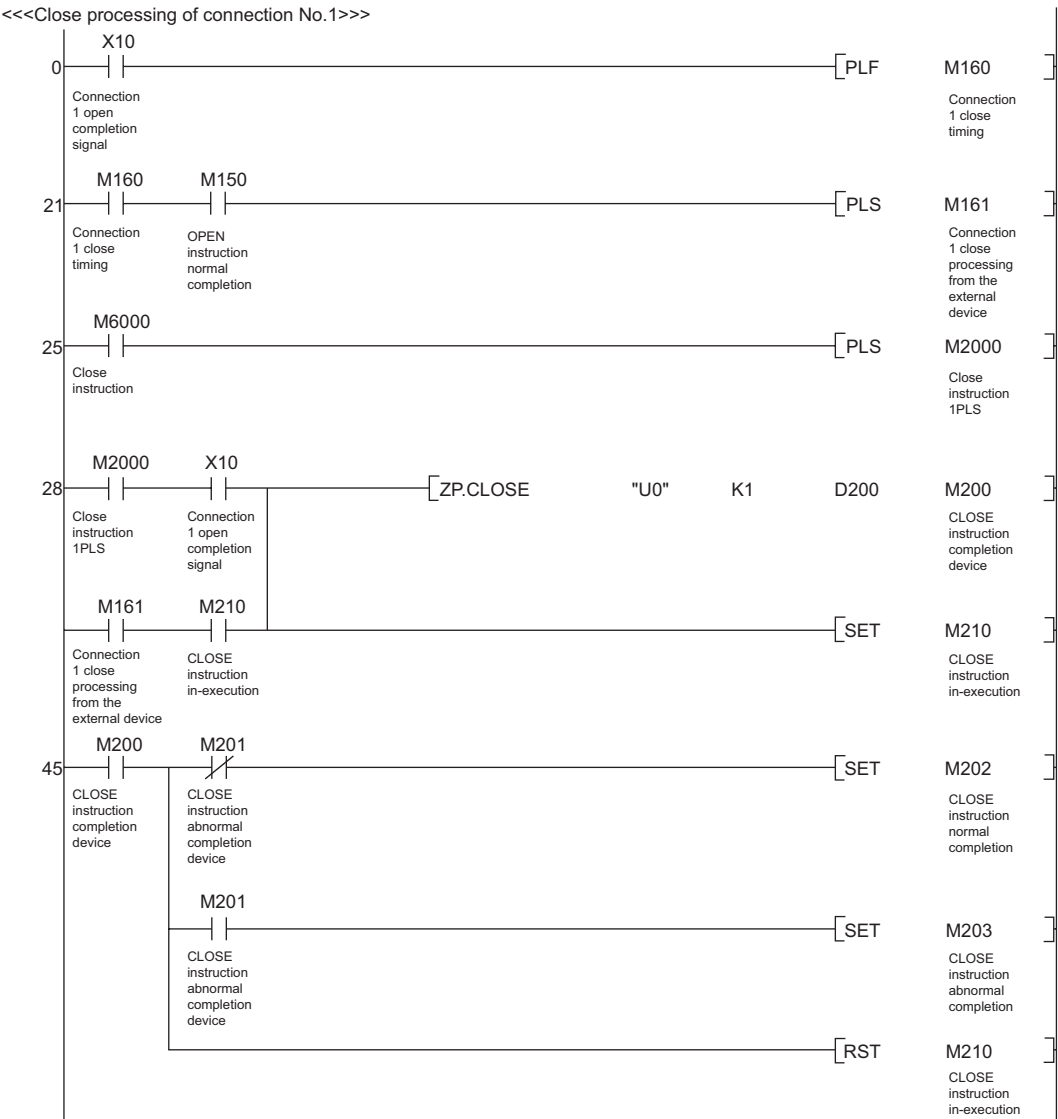 <<<Close processing of connection No.1>>>
X10
0 [PLF M160 ]
Connection
1 open
completion
signal
Connection
1 close
timing
M160 M150
21 [PLS M161 ]
Connection
1 close
timing
OPEN
instruction
normal
completion
Connection
1 close
processing
from the
external
device
M6000
25 [PLS M2000 ]
Close
instruction
Close
instruction
1PLS
M2000 X10
28 [ZP.CLOSE "U0" K1 D200 M200 ]
Close
instruction
1PLS
Connection
1 open
completion
signal
CLOSE
instruction
completion
device
M161 M210
[SET M210 ]
Connection
1 close
processing
from the
external device
CLOSE
instruction
in-execution
CLOSE
instruction
in-execution
M200 M201
45 [SET M202 ]
CLOSE
instruction
completion
device
CLOSE
instruction
abnormal
completion
device
CLOSE
instruction
normal
completion
M201
[SET M203 ]
CLOSE
instruction
abnormal
completion
device
CLOSE
instruction
abnormal
completion
[RST M210 ]
CLOSE
instruction
in-execution